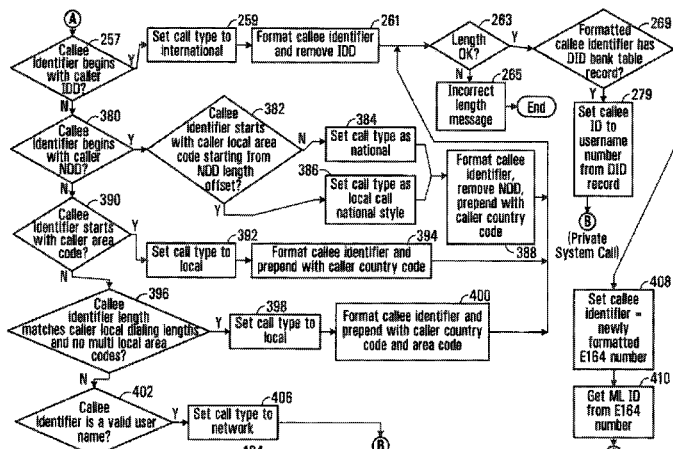 A
257
Callee
identifier begins
with caller
IDD?
Y
N
259
Set call type to
international
261
Format callee identifier
and remove IDD
263
Length
OK?
Y
N
265
Incorrect
length
message
End
269
Formatted
callee identifier has
DID bank table
record?
Y
279
Set callee
ID to
username
number
from DID
record
B
(Private
System Call)
380
Callee
identifier begins
with caller
NDD?
Y
N
382
Callee
identifier starts
with caller local area
code starting from
NDD length
offset?
N
Y
384
Set call type as
national
386
Set call type as
local call
national style
Format callee
identifier,
remove NDD,
prepend with
caller country
code
388
390
Callee
Identifier starts
with caller area
code?
Y
N
392
Set call type to
local
394
Format callee identifier and
prepend with caller country code
396
Callee
identifier length
matches caller local dialing lengths
and no multi local area
codes?
Y
N
398
Set call type to
local
400
Format callee identifier and
prepend with caller country
code and area code
402
Callee
identifier is a valid user
name?
Y
406
Set call type to
network
B
408
Set callee
identifier =
newly
formatted
E164 number
410
Get ML ID
from E164
number